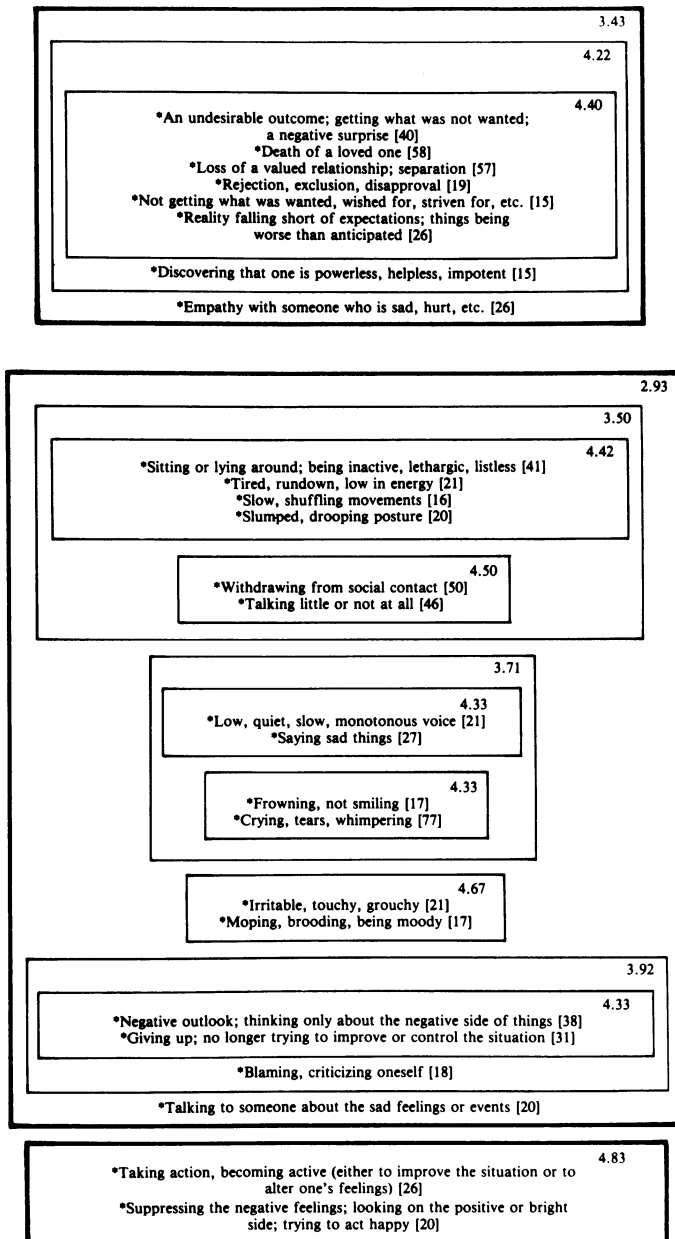 3.43
4.22
4.40
*An undesirable outcome; getting what was not wanted;
a negative surprise [40]
*Death of a loved one [58]
*Loss of a valued relationship; separation [57]
*Rejection, exclusion, disapproval [19]
*Not getting what was wanted, wished for, striven for, etc. [15]
*Reality falling short of expectations; things being
worse than anticipated [26]
*Discovering that one is powerless, helpless, impotent [15]
*Empathy with someone who is sad, hurt, etc. [26]
2.93
3.50
4.42
*Sitting or lying around; being inactive, lethargic, listless [41]
*Tired, rundown, low in energy [21]
*Slow, shuffling movements [16]
*Slumped, drooping posture [20]
4.50
*Withdrawing from social contact [50]
*Talking little or not at all [46]
3.71
4.33
*Low, quiet, slow, monotonous voice [21]
*Saying sad things [27]
4.33
*Frowning, not smiling [17]
*Crying, tears, whimpering [77]
4.67
*Irritable, touchy, grouchy [21]
*Moping, brooding, being moody [17]
3.92
4.33
*Negative outlook; thinking only about the negative side of things [38]
*Giving up; no longer trying to improve or control the situation [31]
*Blaming, criticizing oneself [18]
*Talking to someone about the sad feelings or events [20]
4.83
*Taking action, becoming active (either to improve the situation or to
alter one's feelings) [26]
*Suppressing the negative feelings; looking on the positive or bright
side; trying to act happy [20]